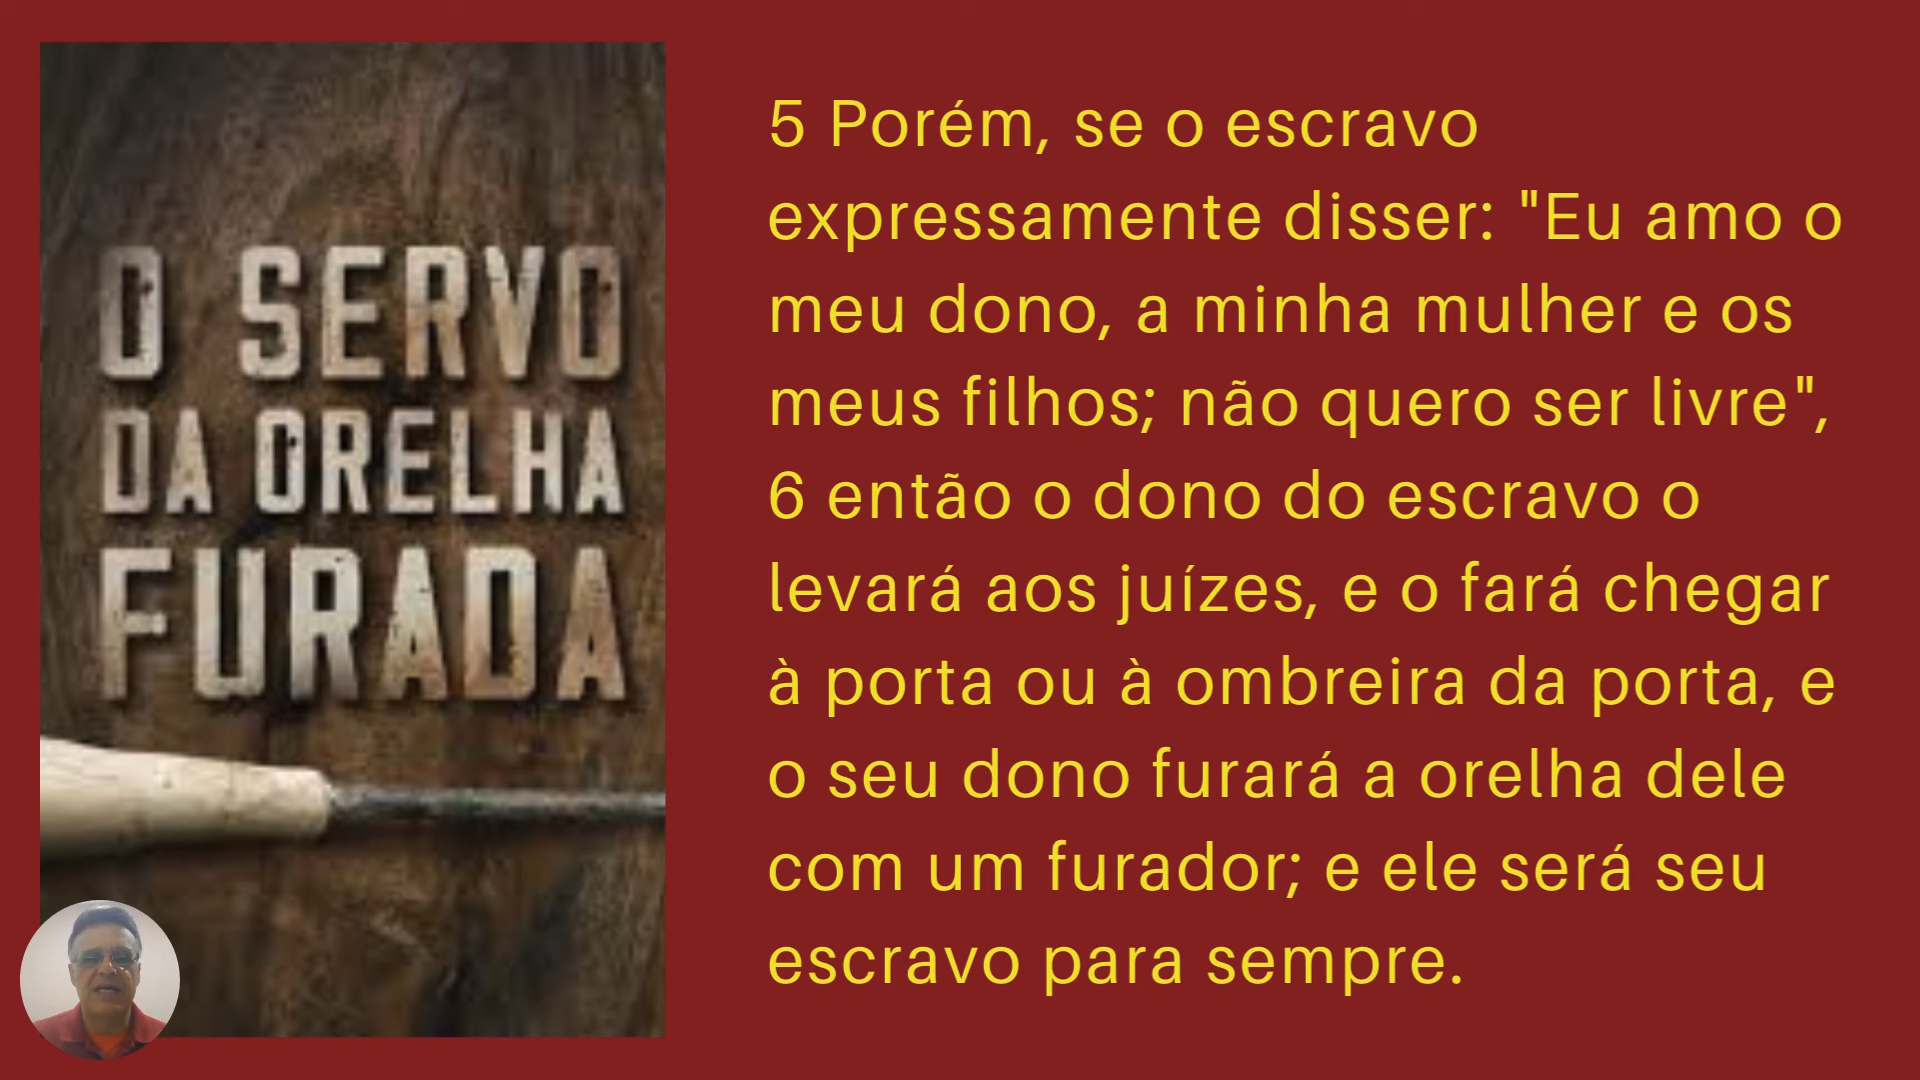 O SERVO
DA ORELHA
FURADA
5 Porém, se o escravo
expressamente disser: "Eu amo o
meu dono, a minha mulher e os
meus filhos; não quero ser livre",
6 então o dono do escravo o
levará aos juízes, e o fará chegar
à porta ou à ombreira da porta, e
o seu dono furará a orelha dele
com um furador; e ele será seu
escravo para sempre.